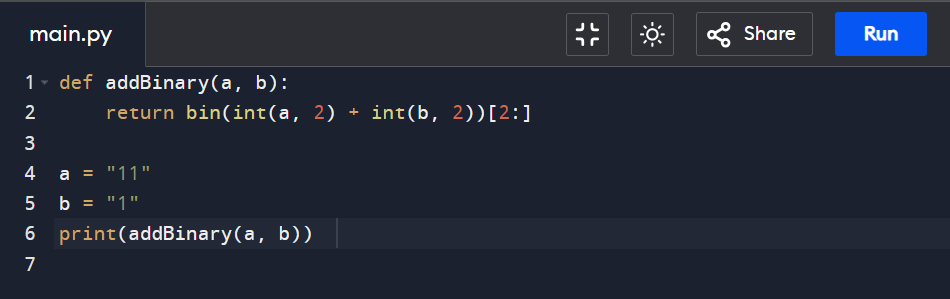 main.py
Share
Run
1 def addBinary(a, b):
2     return bin(int(a, 2) + int(b, 2))[2:]
3
4 a = "11"
5 b = "1"
6 print(addBinary(a, b))
7